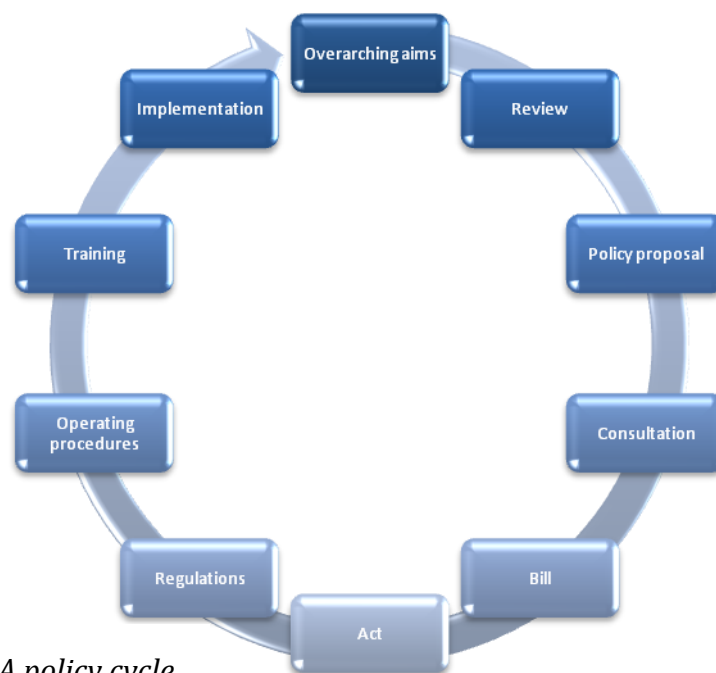 Overarching aims
Review
Policy proposal
Consultation
Bill
Act
Regulations
Operating
procedures
Training
Implementation
A policy cycle